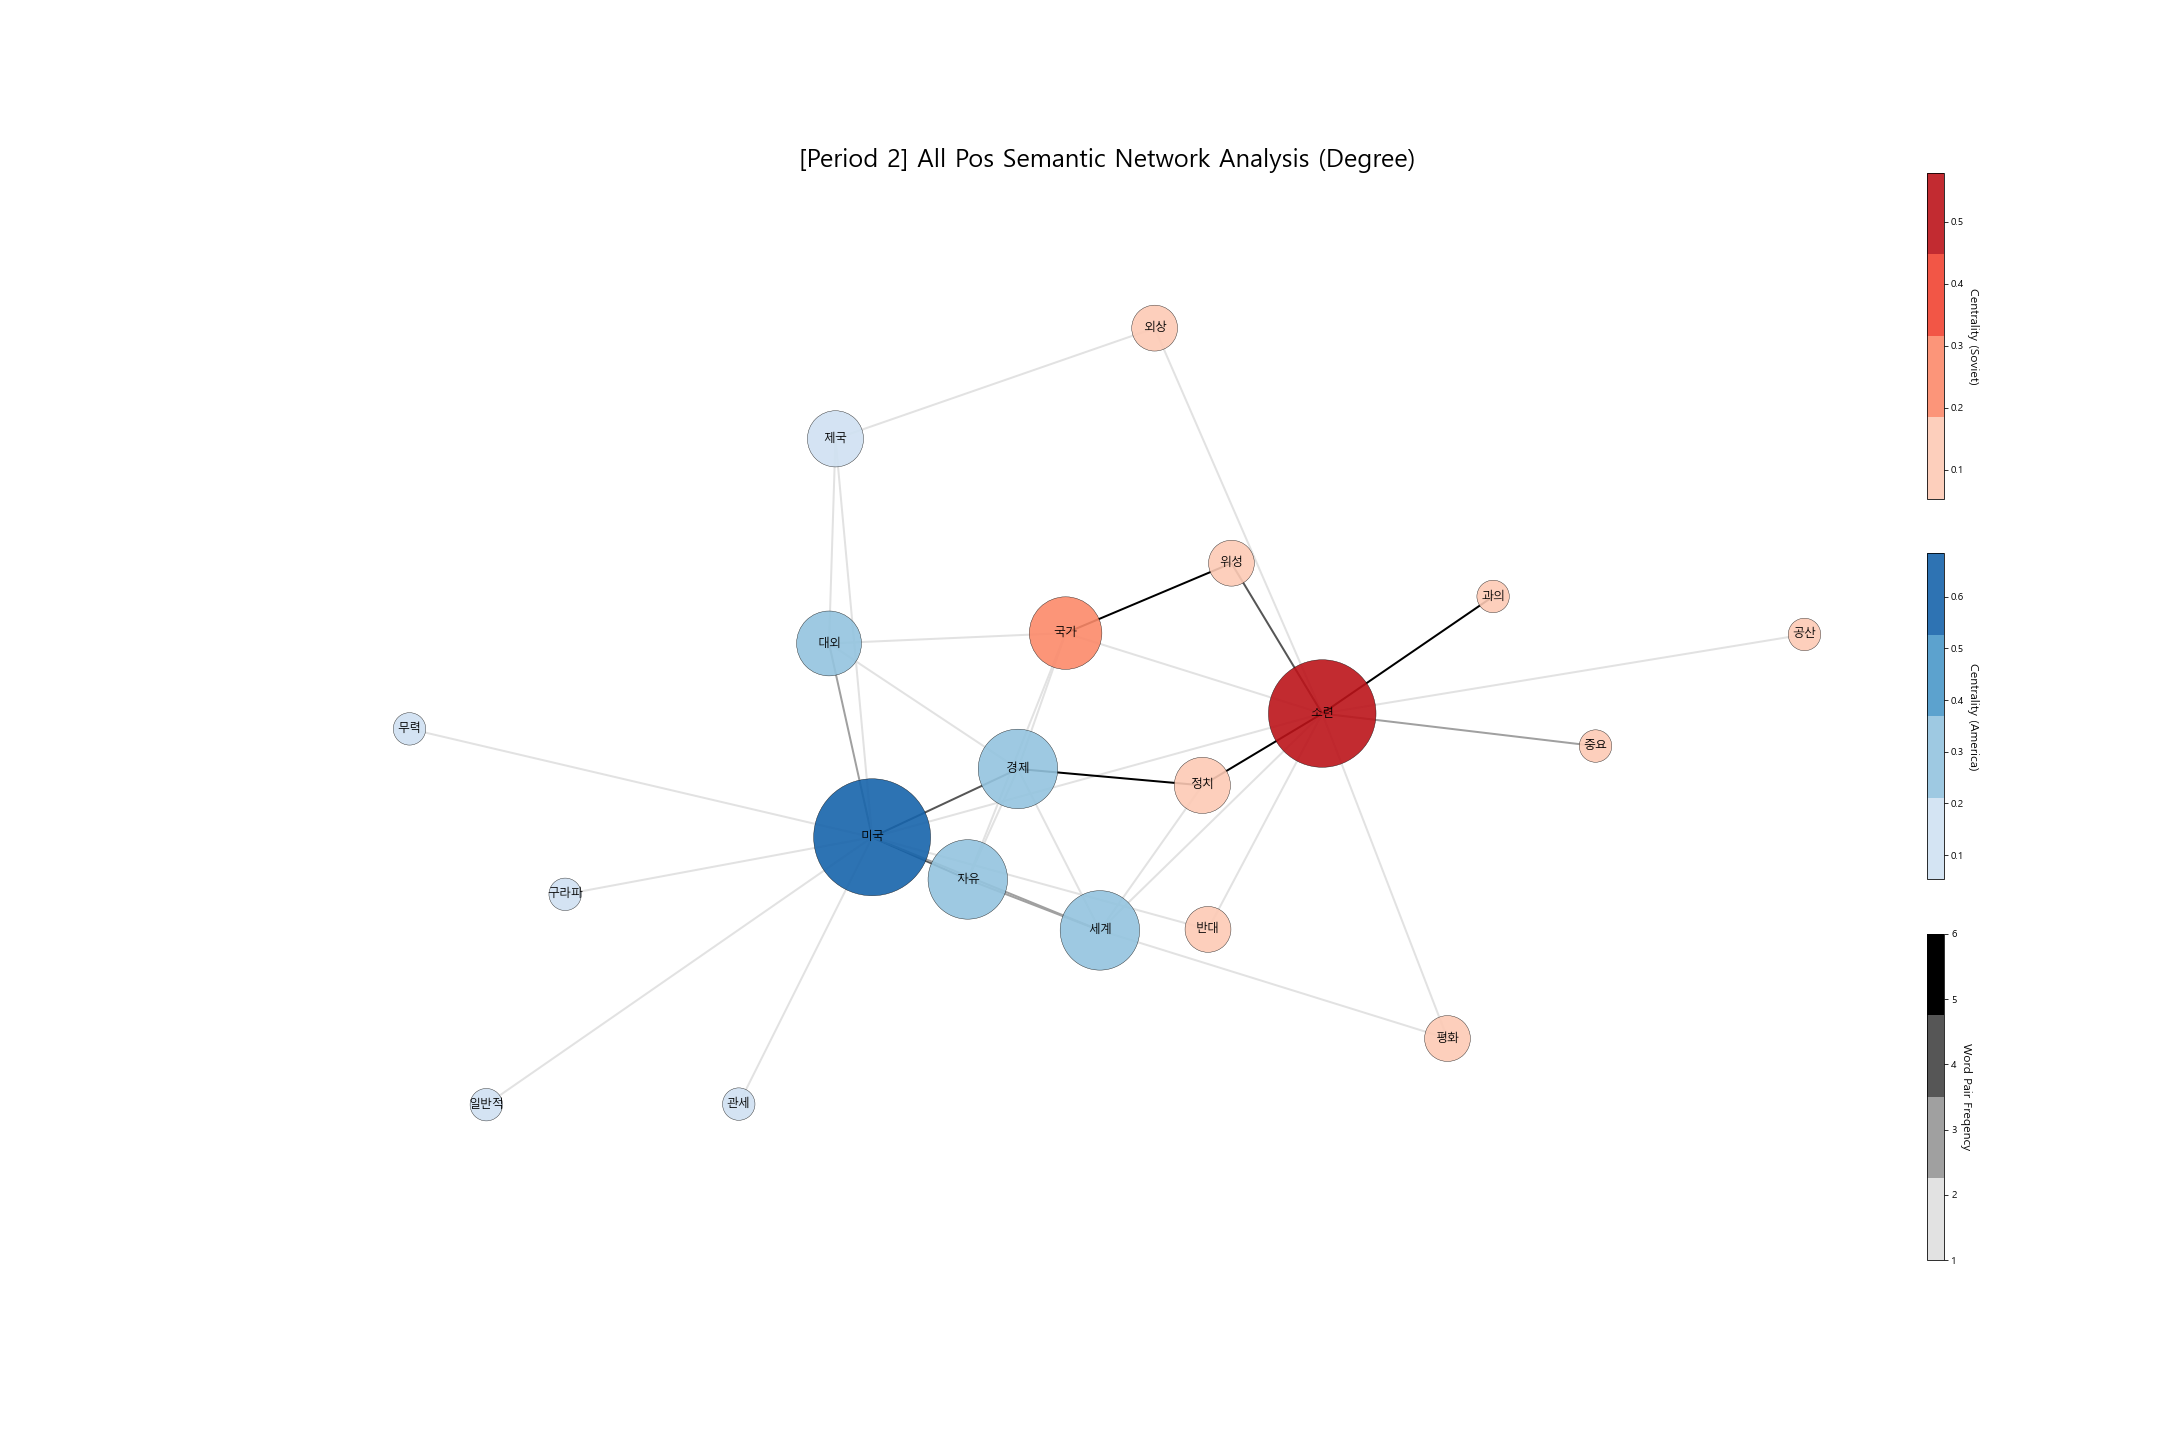 [Period 2] All Pos Semantic Network Analysis (Degree)
외상
제국
위성
과의
국가
공산
대외
소련
무력
중요
경제
정치
미국
자유
구라파
세계
반대
평화
일반적
관세
0.5
0.4
0.3
0.2
0.1
Centrality (Soviet)
0.6
0.5
0.4
0.3
0.2
0.1
Centrality (America)
6
5
4
3
2
1
Word Pair Freqency